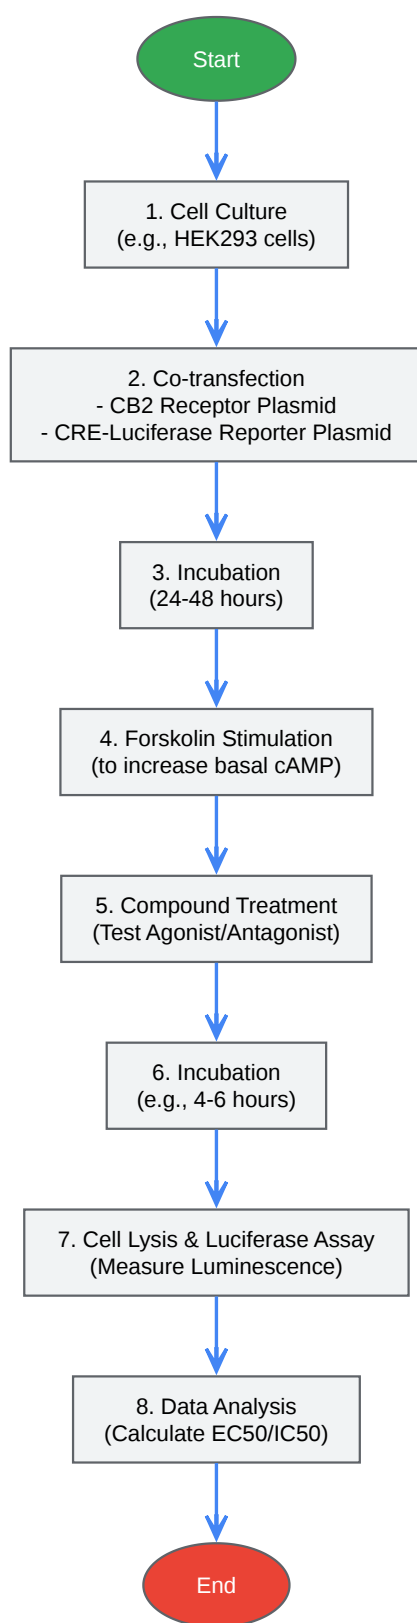 Start
1. Cell Culture
(e.g., HEK293 cells)
2. Co-transfection
- CB2 Receptor Plasmid
- CRE-Luciferase Reporter Plasmid
3. Incubation
(24-48 hours)
4. Forskolin Stimulation
(to increase basal cAMP)
5. Compound Treatment
(Test Agonist/Antagonist)
6. Incubation
(e.g., 4-6 hours)
7. Cell Lysis & Luciferase Assay
(Measure Luminescence)
8. Data Analysis
(Calculate EC50/IC50)
End